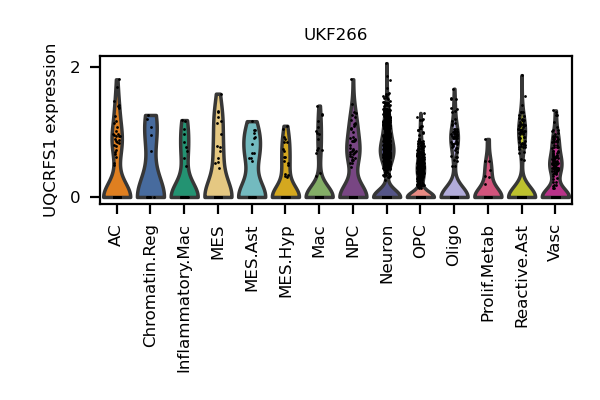 UKF266
UQCRFS1 expression
2
0
AC
Chromatin.Reg
Inflammatory.Mac
MES
MES.Ast
MES.Hyp
Mac
NPC
Neuron
OPC
Oligo
Prolif.Metab
Reactive.Ast
Vasc